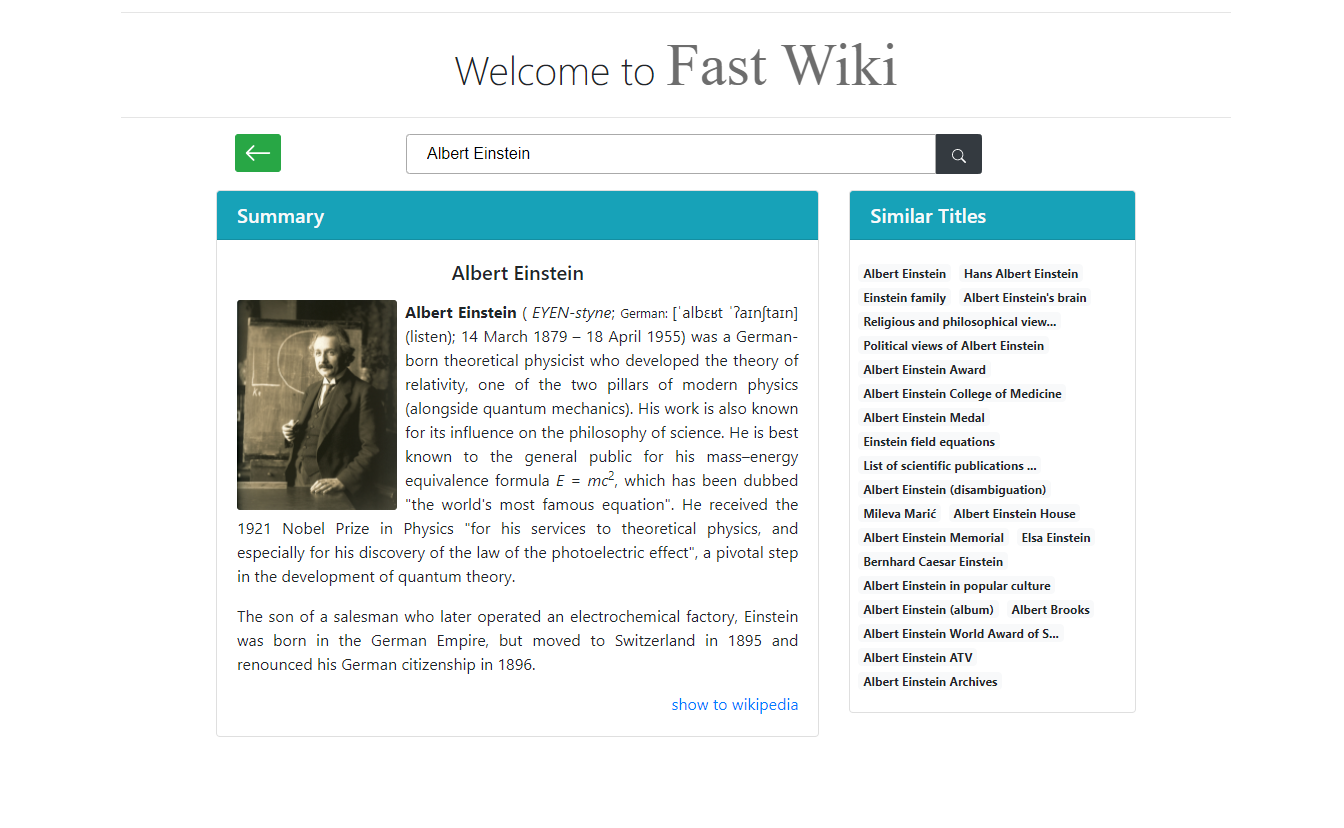 Welcome to Fast Wiki
Albert Einstein
Summary
Albert Einstein
Albert Einstein ( EYEN-styne; German: [ˈalbɛʁt ˈʔaɪnʃtaɪn]
(listen); 14 March 1879 – 18 April 1955) was a German-
born theoretical physicist who developed the theory of
relativity, one of the two pillars of modern physics
(alongside quantum mechanics). His work is also known
for its influence on the philosophy of science. He is best
known to the general public for his mass–energy
equivalence formula E = mc², which has been dubbed
"the world's most famous equation". He received the
1921 Nobel Prize in Physics "for his services to theoretical physics, and
especially for his discovery of the law of the photoelectric effect", a pivotal step
in the development of quantum theory.
The son of a salesman who later operated an electrochemical factory, Einstein
was born in the German Empire, but moved to Switzerland in 1895 and
renounced his German citizenship in 1896.
show to wikipedia
Similar Titles
Albert Einstein Hans Albert Einstein
Einstein family Albert Einstein's brain
Religious and philosophical view...
Political views of Albert Einstein
Albert Einstein Award
Albert Einstein College of Medicine
Albert Einstein Medal
Einstein field equations
List of scientific publications ...
Albert Einstein (disambiguation)
Mileva Marić Albert Einstein House
Albert Einstein Memorial Elsa Einstein
Bernhard Caesar Einstein
Albert Einstein in popular culture
Albert Einstein (album) Albert Brooks
Albert Einstein World Award of S...
Albert Einstein ATV
Albert Einstein Archives